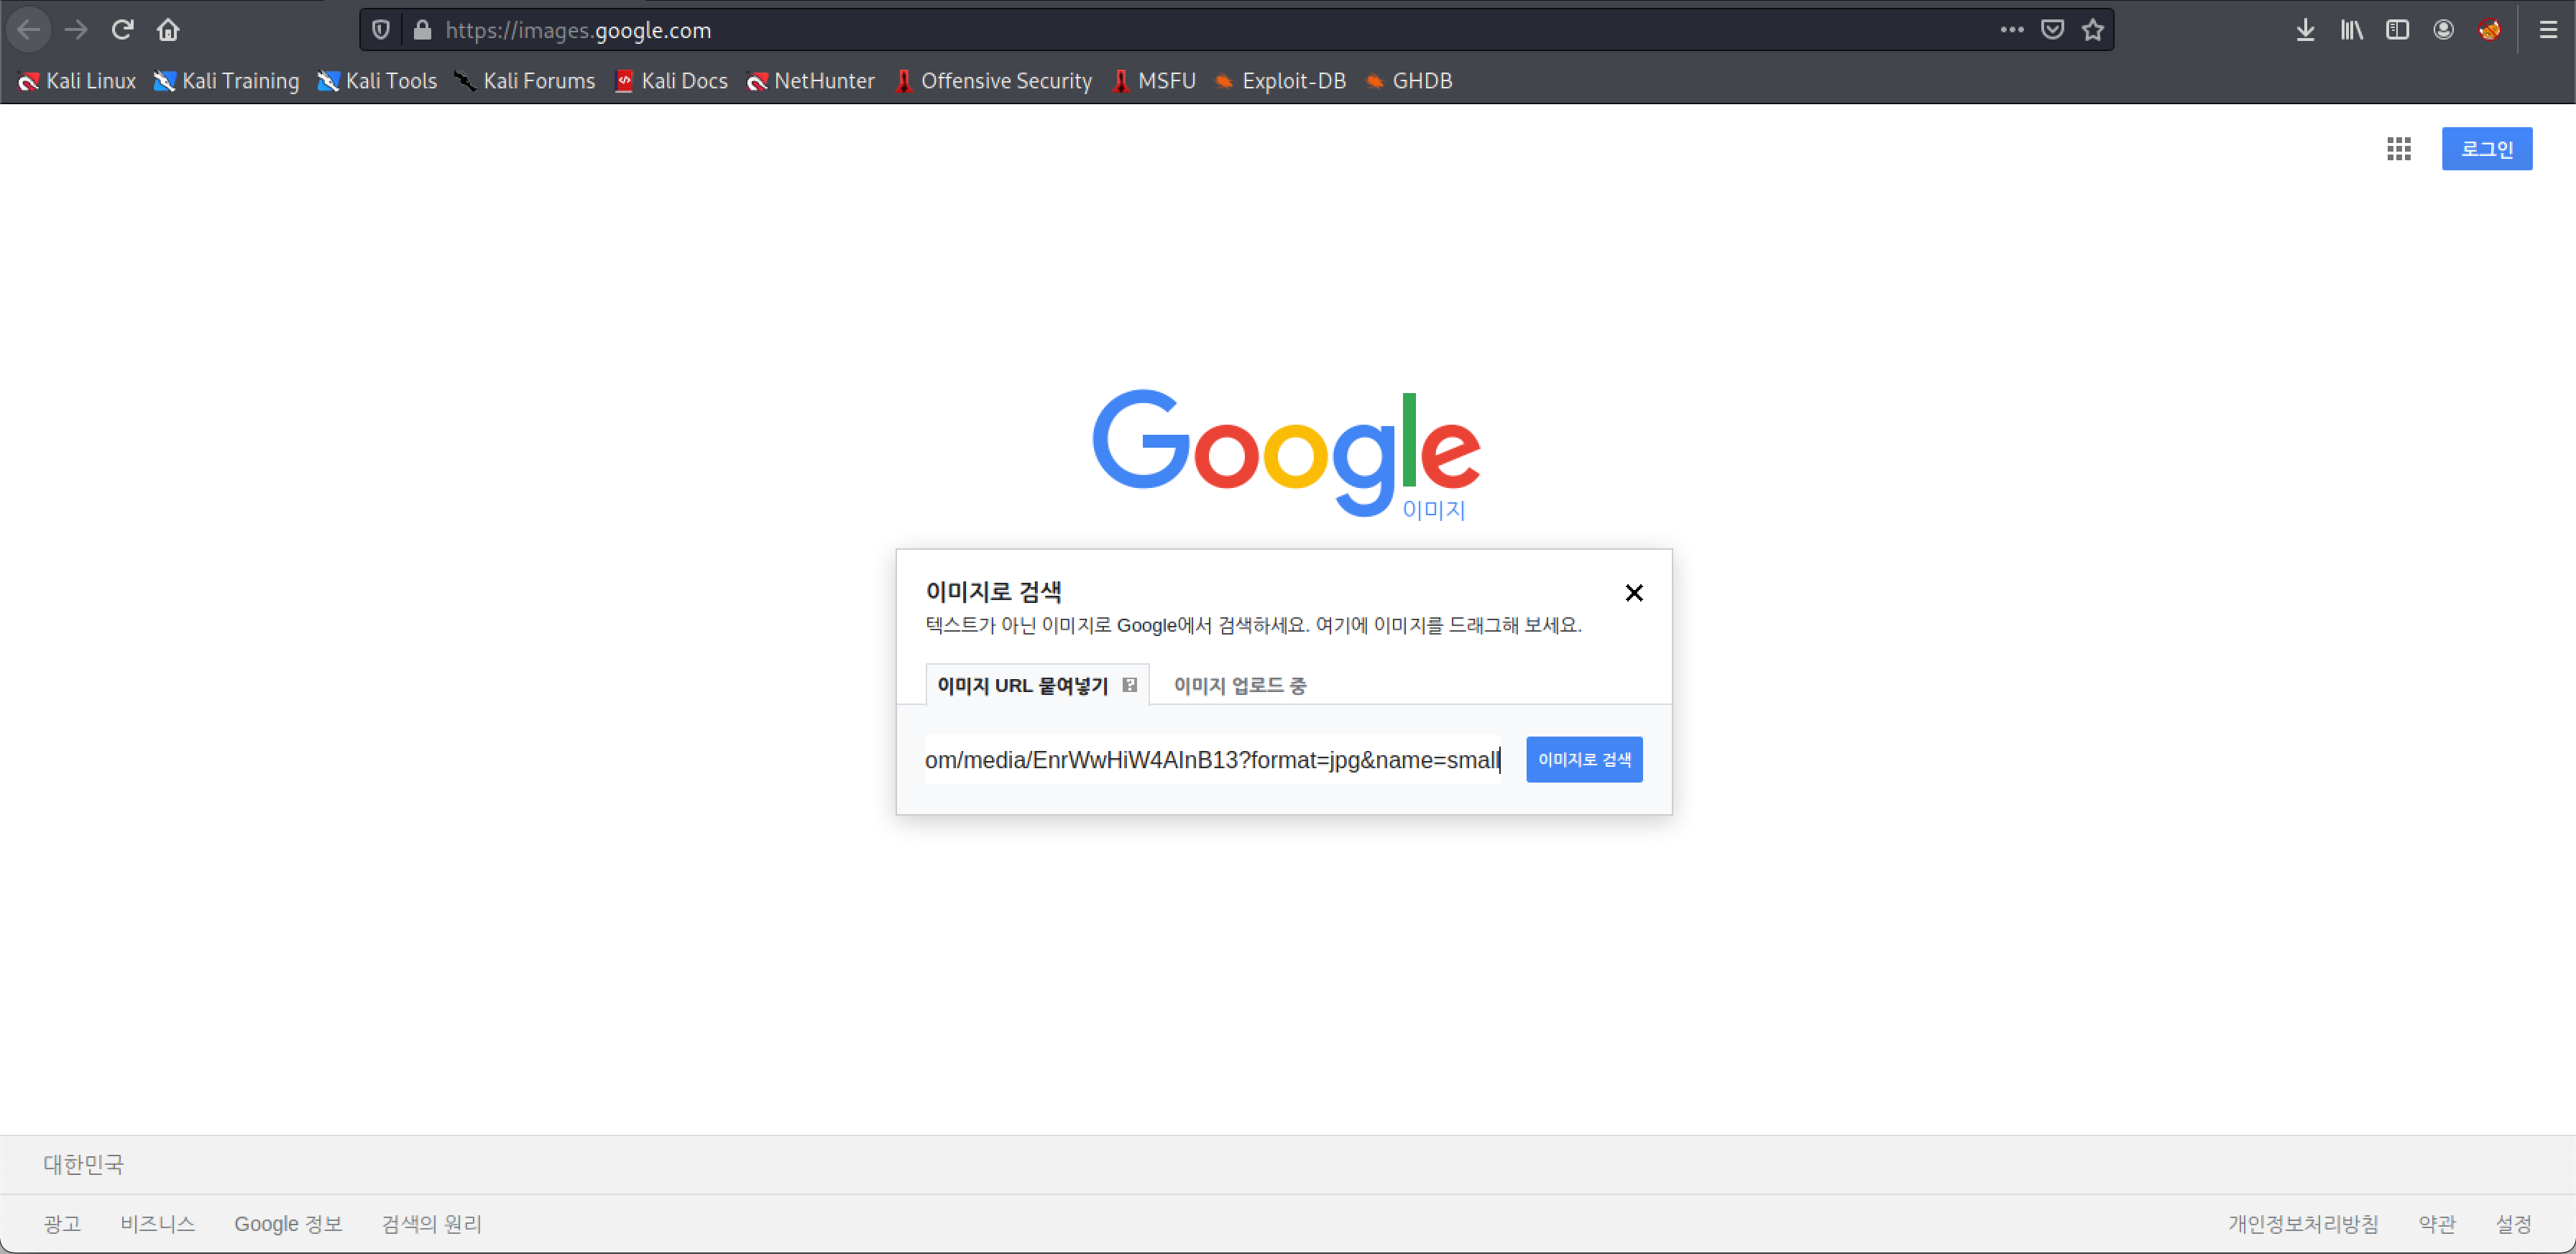 https://images.google.com
Kali Linux Kali Training Kali Tools Kali Forums Kali Docs NetHunter Offensive Security MSFU Exploit-DB GHDB
로그인
Google
이미지
이미지로 검색
텍스트가 아닌 이미지로 Google에서 검색하세요. 여기에 이미지를 드래그해 보세요.
이미지 URL 붙여넣기 ? 이미지 업로드 중
om/media/EnrWwHiW4AInB13?format=jpg&name=small 이미지로 검색
대한민국
광고 비즈니스 Google 정보 검색의 원리 개인정보처리방침 약관 설정